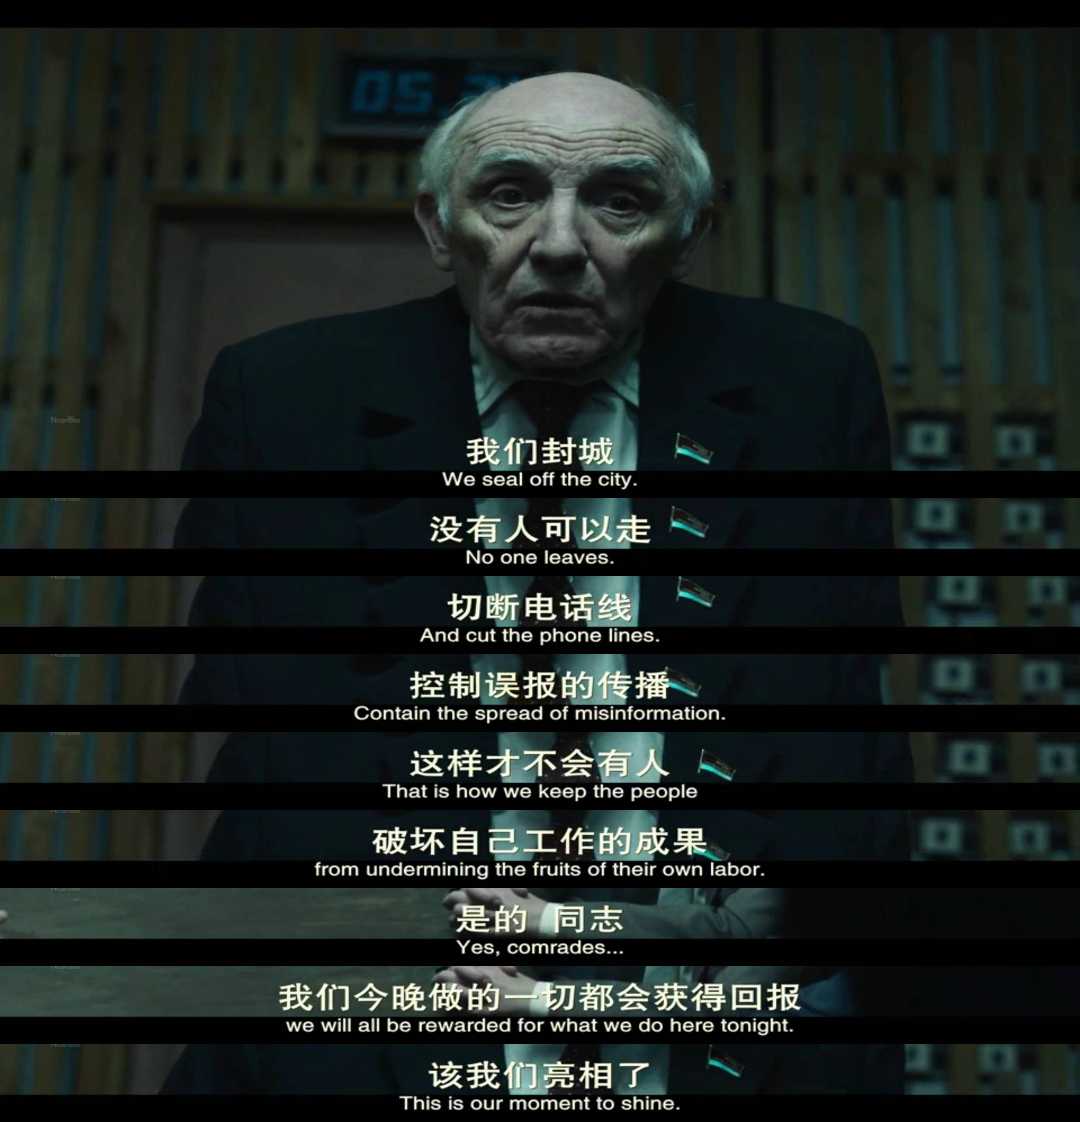 05.2
我们封城
We seal off the city.
没有人可以走
No one leaves.
切断电话线
And cut the phone lines.
控制误报的传播
Contain the spread of misinformation.
这样才不会有人
That is how we keep the people
破坏自己工作的成果
from undermining the fruits of their own labor.
是的 同志
Yes, comrades...
我们今晚做的一切都会获得回报
we will all be rewarded for what we do here tonight.
该我们亮相了
This is our moment to shine.